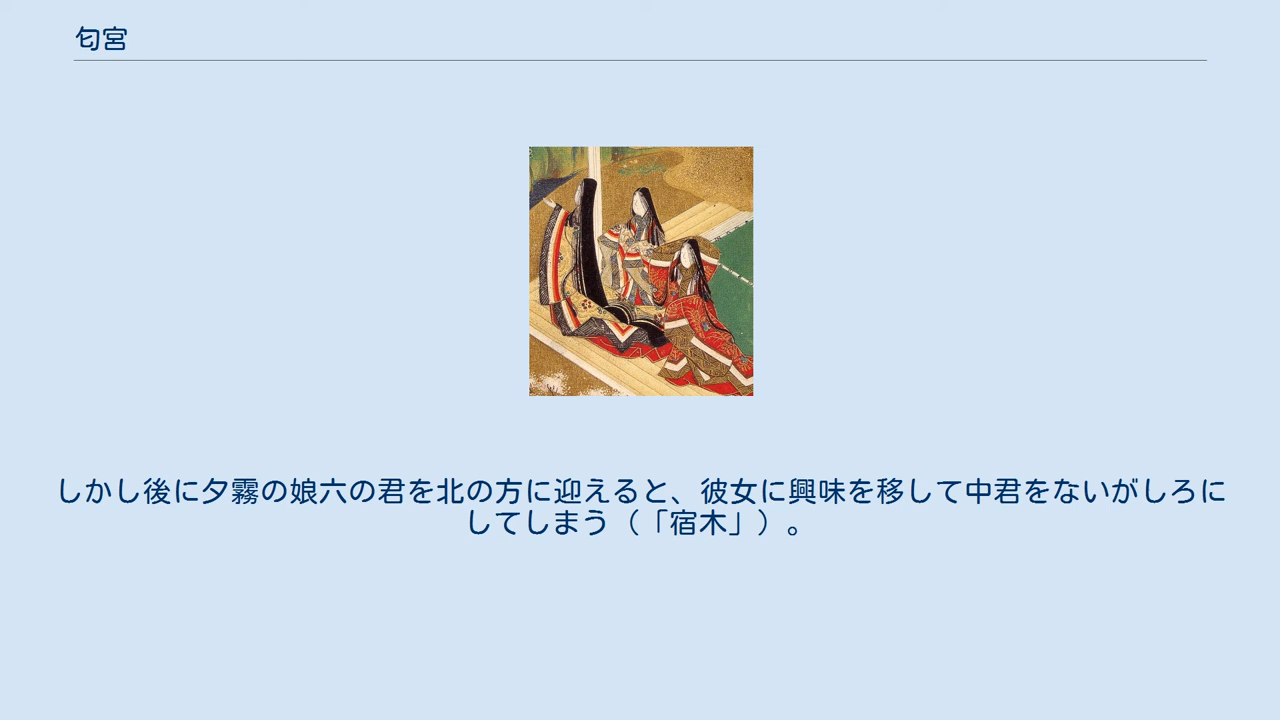 匂宮
しかし後に夕霧の娘六の君を北の方に迎えると、彼女に興味を移して中君をないがしろに
してしまう（「宿木」）。